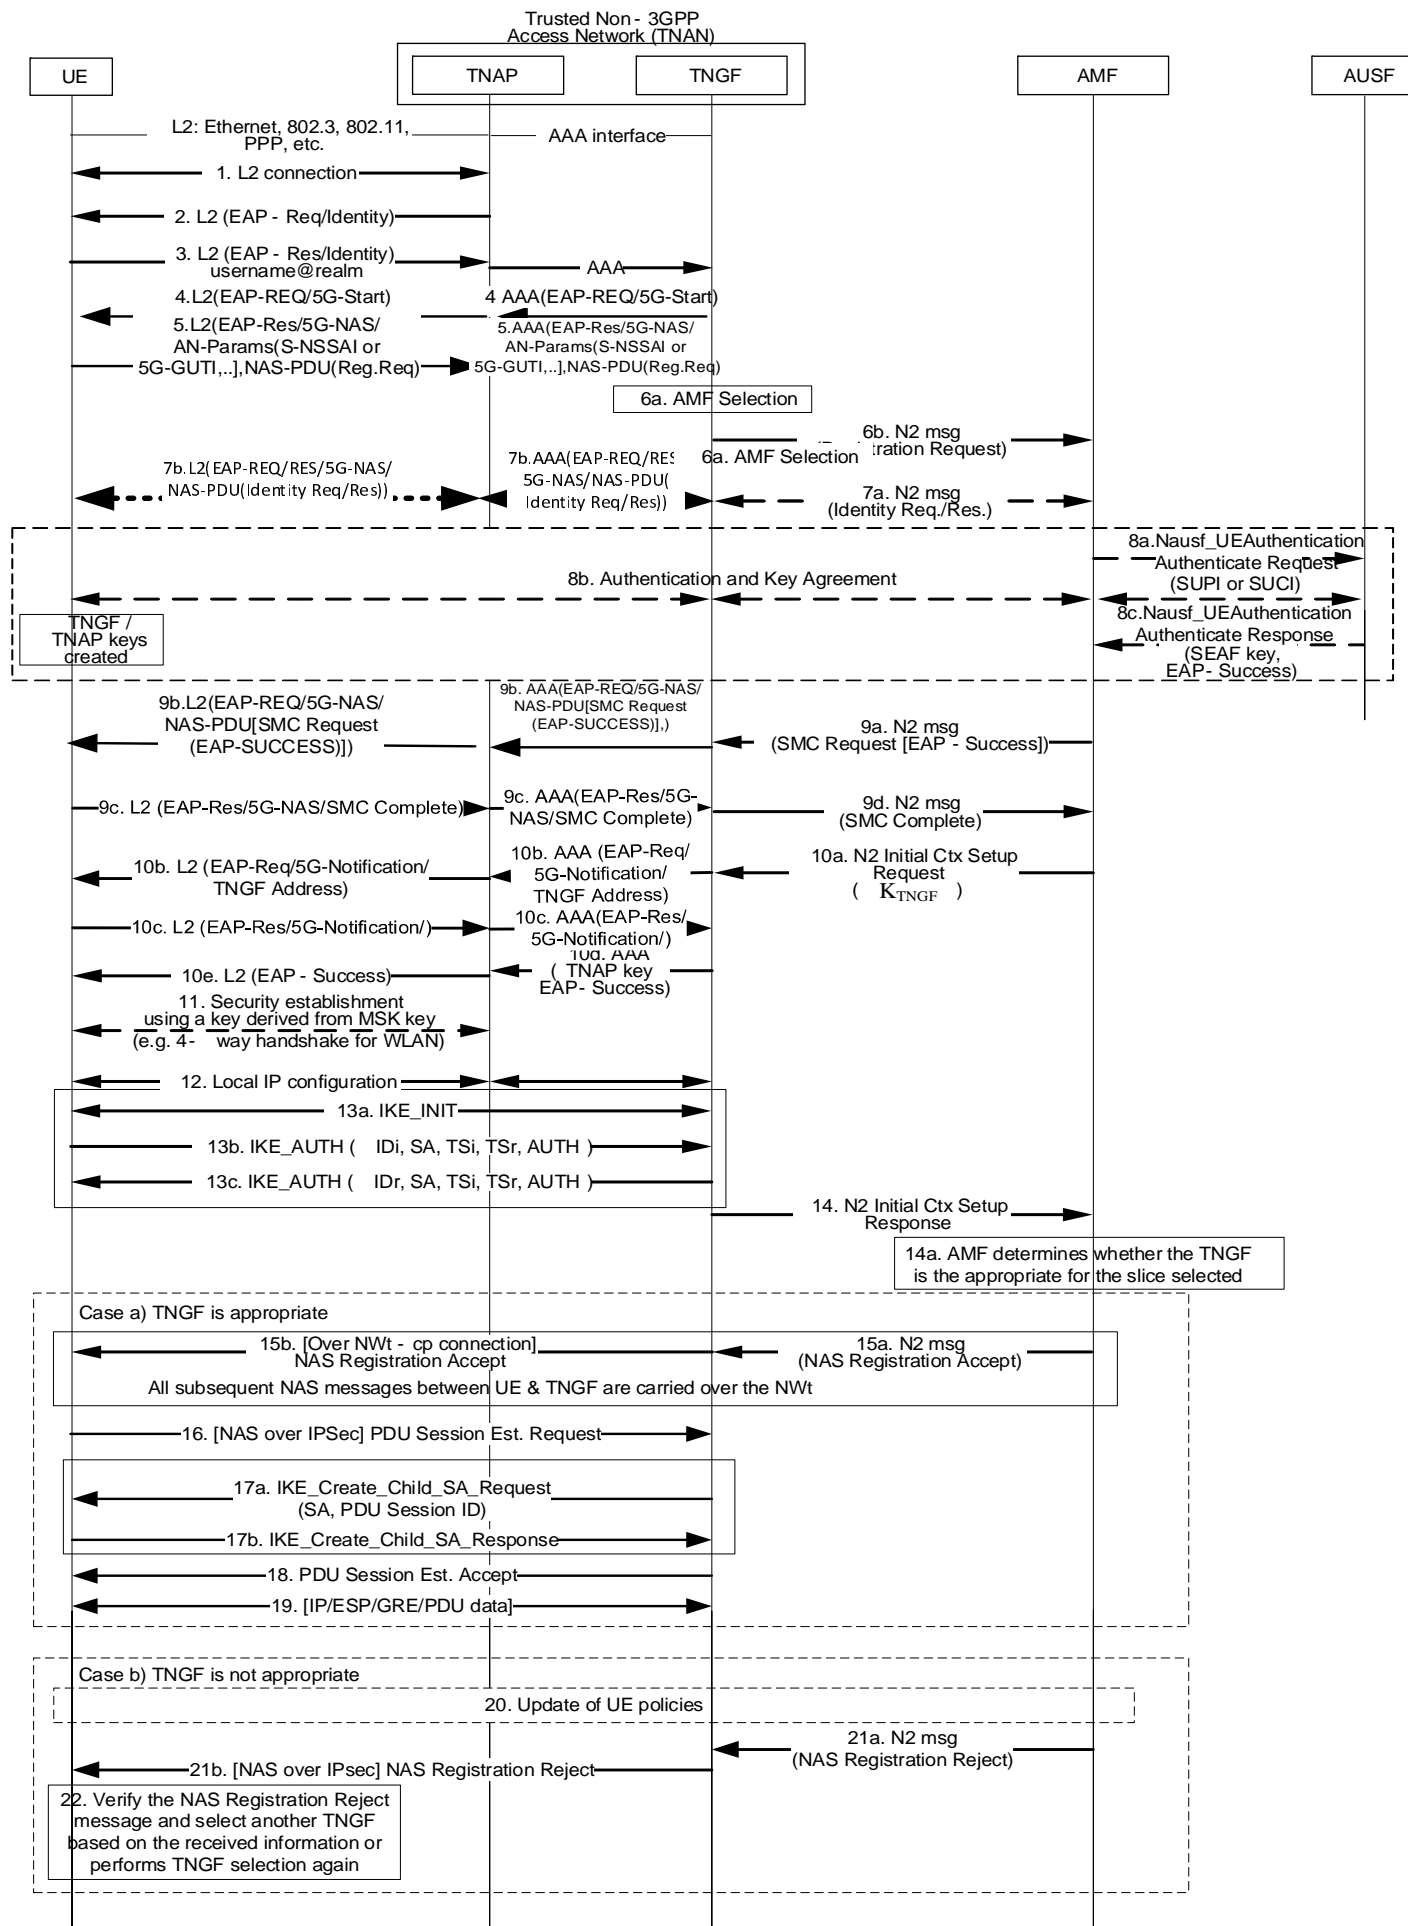 Trusted Non - 3GPP
Access Network (TNAN)
UE
TNAP
TNGF
AMF
AUSF
L2: Ethernet, 802.3, 802.11,
PPP, etc.
AAA interface
1. L2 connection
2. L2 (EAP - Req/Identity)
3. L2 (EAP - Res/Identity)
username@realm
AAA
4.L2(EAP-REQ/5G-Start)
4 AAA(EAP-REQ/5G-Start)
5.L2(EAP-Res/5G-NAS/
AN-Params(S-NSSAI or
5G-GUTI,..],NAS-PDU(Reg.Req)
5.AAA(EAP-Res/5G-NAS/
AN-Params(S-NSSAI or
5G-GUTI,..],NAS-PDU(Reg.Req)
6a. AMF Selection
6b. N2 msg
tration Request)
6a. AMF Selection
7b.L2(EAP-REQ/RES/5G-NAS/
NAS-PDU(Identity Req/Res))
7b.AAA(EAP-REQ/RES
5G-NAS/NAS-PDU(
Identity Req/Res))
7a. N2 msg
(Identity Req./Res.)
8a.Nausf_UEAuthentication
Authenticate Request
(SUPI or SUCI)
8b. Authentication and Key Agreement
8c.Nausf_UEAuthentication
Authenticate Response
(SEAF key,
EAP- Success)
TNGF /
TNAP keys
created
9b.L2(EAP-REQ/5G-NAS/
NAS-PDU[SMC Request
(EAP-SUCCESS)])
9b. AAA(EAP-REQ/5G-NAS/
NAS-PDU[SMC Request
(EAP-SUCCESS)],)
9a. N2 msg
(SMC Request [EAP - Success])
9c. L2 (EAP-Res/5G-NAS/SMC Complete)
9c. AAA(EAP-Res/5G-
NAS/SMC Complete)
9d. N2 msg
(SMC Complete)
10b. L2 (EAP-Req/5G-Notification/
TNGF Address)
10b. AAA (EAP-Req/
5G-Notification/
TNGF Address)
10a. N2 Initial Ctx Setup
Request
( KTNGF )
10c. L2 (EAP-Res/5G-Notification/)
10c. AAA(EAP-Res/
5G-Notification/)
10d. AAA
( TNAP key
EAP- Success)
10e. L2 (EAP - Success)
11. Security establishment
using a key derived from MSK key
(e.g. 4- way handshake for WLAN)
12. Local IP configuration
13a. IKE_INIT
13b. IKE_AUTH ( IDi, SA, TSi, TSr, AUTH )
13c. IKE_AUTH ( IDr, SA, TSi, TSr, AUTH )
14. N2 Initial Ctx Setup
Response
14a. AMF determines whether the TNGF
is the appropriate for the slice selected
Case a) TNGF is appropriate
15b. [Over NWt - cp connection]
NAS Registration Accept
15a. N2 msg
(NAS Registration Accept)
All subsequent NAS messages between UE & TNGF are carried over the NWt
16. [NAS over IPSec] PDU Session Est. Request
17a. IKE_Create_Child_SA_Request
(SA, PDU Session ID)
17b. IKE_Create_Child_SA_Response
18. PDU Session Est. Accept
19. [IP/ESP/GRE/PDU data]
Case b) TNGF is not appropriate
20. Update of UE policies
21a. N2 msg
(NAS Registration Reject)
21b. [NAS over IPsec] NAS Registration Reject
22. Verify the NAS Registration Reject
message and select another TNGF
based on the received information or
performs TNGF selection again